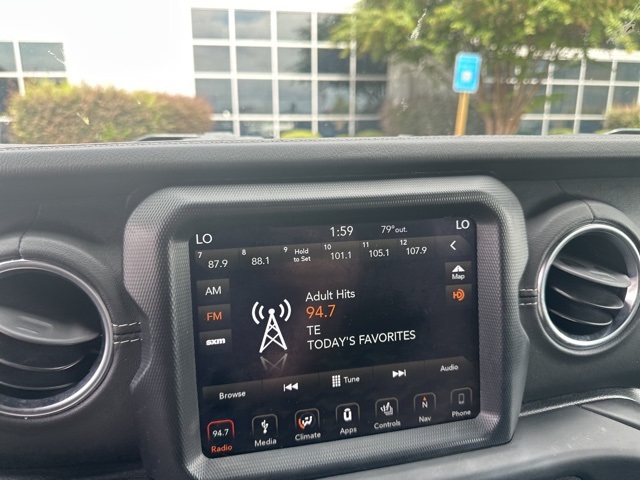 LO 1:59 79°out. LO
7 87.9 8 88.1 9 Hold to Set 10 101.1 11 105.1 12 107.9
AM
FM
sxm
Adult Hits
94.7
TE
TODAY'S FAVORITES
Map
Browse Tune Audio
94.7
Radio Media Climate Apps Controls N Nav Phone